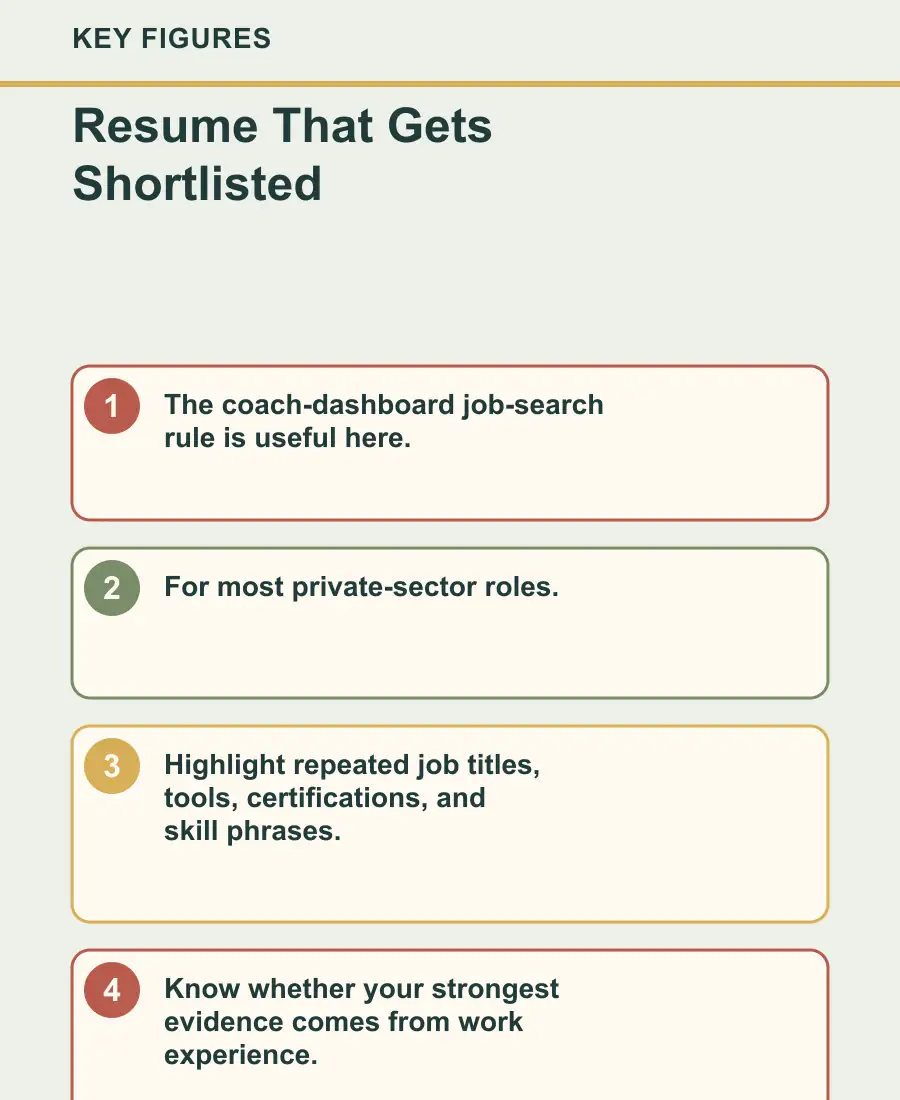 KEY FIGURES
Resume That Gets
Shortlisted
1
The coach-dashboard job-search
rule is useful here.
2
For most private-sector roles.
3
Highlight repeated job titles,
tools, certifications, and
skill phrases.
4
Know whether your strongest
evidence comes from work
experience.